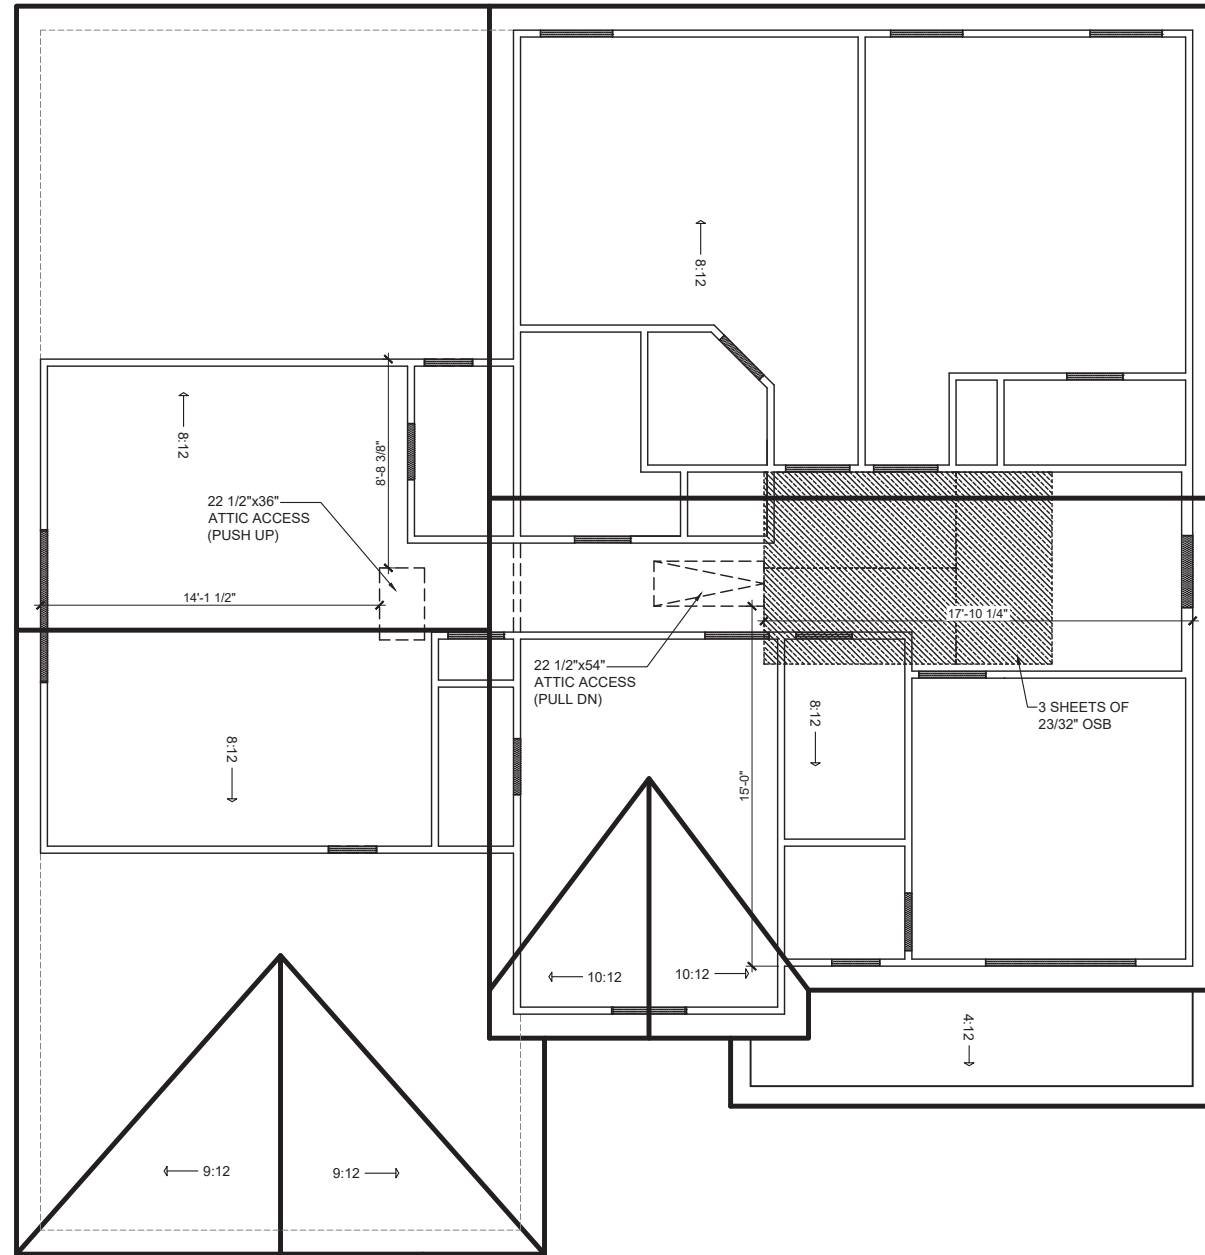 8:12
8:12
8'-8 3/8"
22 1/2"x36"
ATTIC ACCESS
(PUSH UP)
14'-1 1/2"
17'-10 1/4"
22 1/2"x54"
ATTIC ACCESS
(PULL DN)
3 SHEETS OF
23/32" OSB
8:12
8:12
15'-0"
10:12
10:12
4:12
9:12
9:12